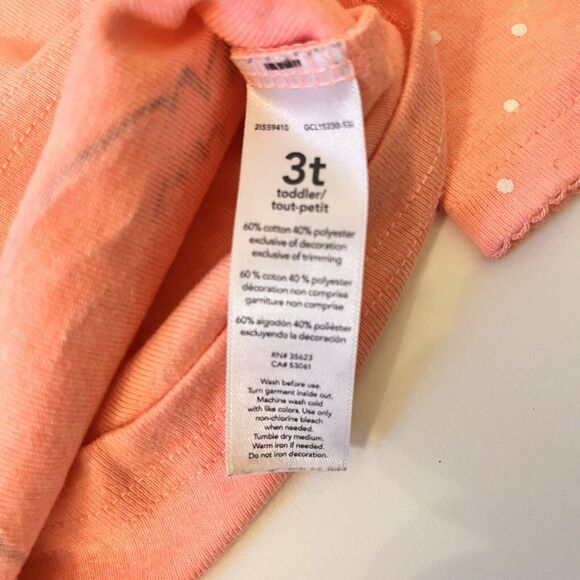 21559410 GCL15230-SSI
3t
toddler/
tout-petit
60% cotton 40% polyester
exclusive of decoration
exclusive of trimming
60 % coton 40 % polyester
décoration non comprise
garniture non comprise
60% algodón 40% poliéster
excluyendo la decoración
RN# 35623
CA# 53061
Wash before use.
Turn garment inside out.
Machine wash cold
with like colors. Use only
non-chlorine bleach
when needed.
Tumble dry medium.
Warm iron if needed.
Do not iron decoration.